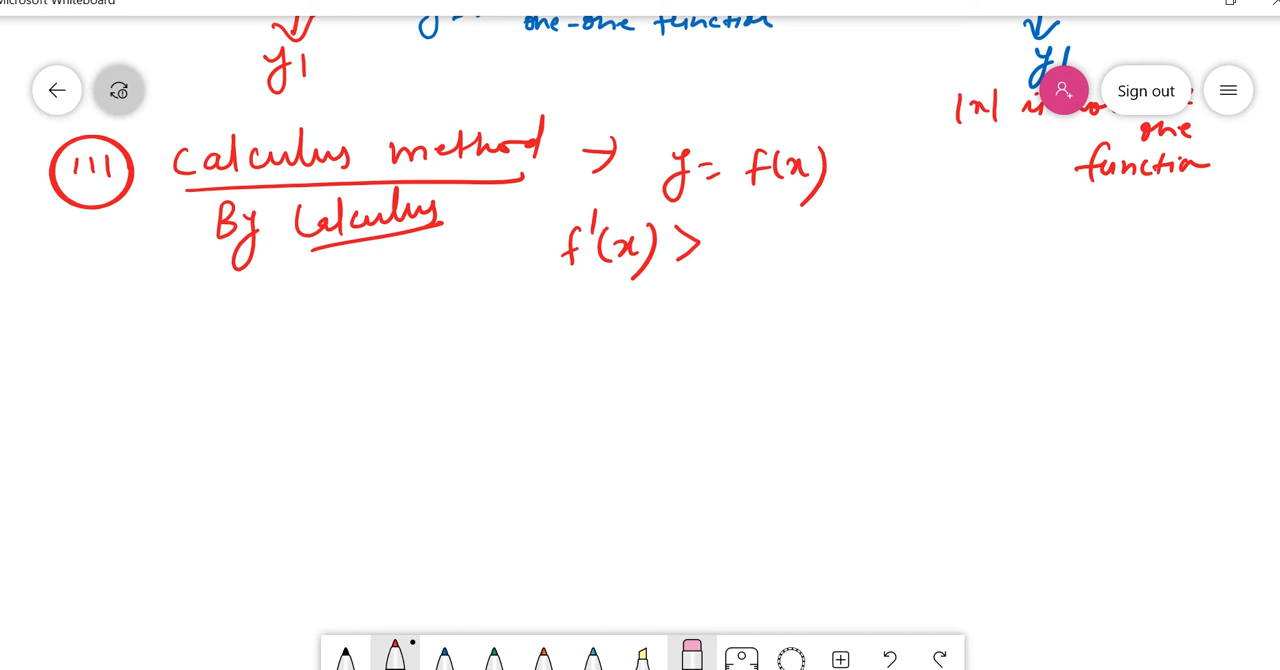 Microsoft Whiteboard
one-one function
y1
y1
Sign out
|x| is
one
function
(III) Calculus method → y = f(x)
By Calculus
f'(x) >